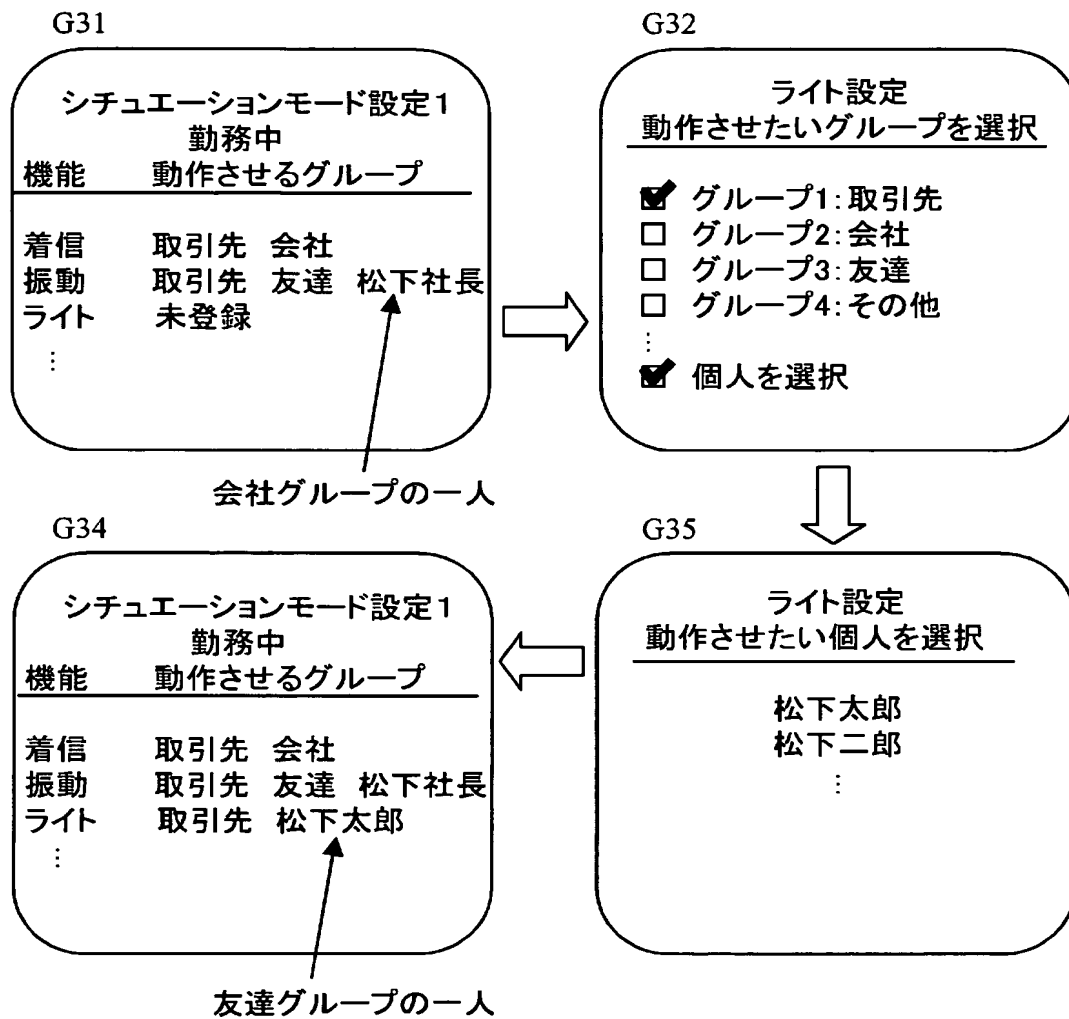 G31
シチュエーションモード設定1
勤務中
機能 動作させるグループ
着信 取引先 会社
振動 取引先 友達 松下社長
ライト 未登録
⋮
会社グループの一人
G32
ライト設定
動作させたいグループを選択
☑ グループ1:取引先
☐ グループ2:会社
☐ グループ3:友達
☐ グループ4:その他
⋮
☑ 個人を選択
G35
ライト設定
動作させたい個人を選択
松下太郎
松下二郎
⋮
G34
シチュエーションモード設定1
勤務中
機能 動作させるグループ
着信 取引先 会社
振動 取引先 友達 松下社長
ライト 取引先 松下太郎
⋮
友達グループの一人